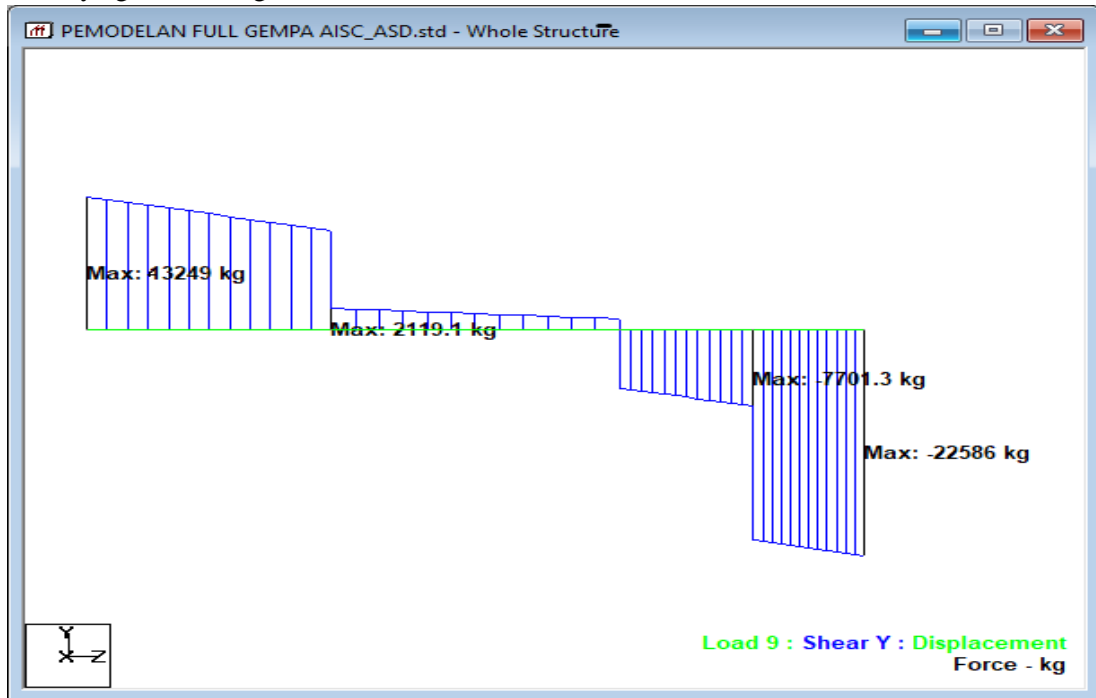 PEMODELAN FULL GEMPA AISC_ASD.std - Whole Structure
Max: 13249 kg
Max: 2119.1 kg
Max: -7701.3 kg
Max: -22586 kg
Y
X Z
Load 9 : Shear Y : Displacement
Force - kg